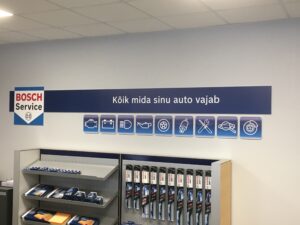 BOSCH
Service
Kõik mida sinu auto vajab